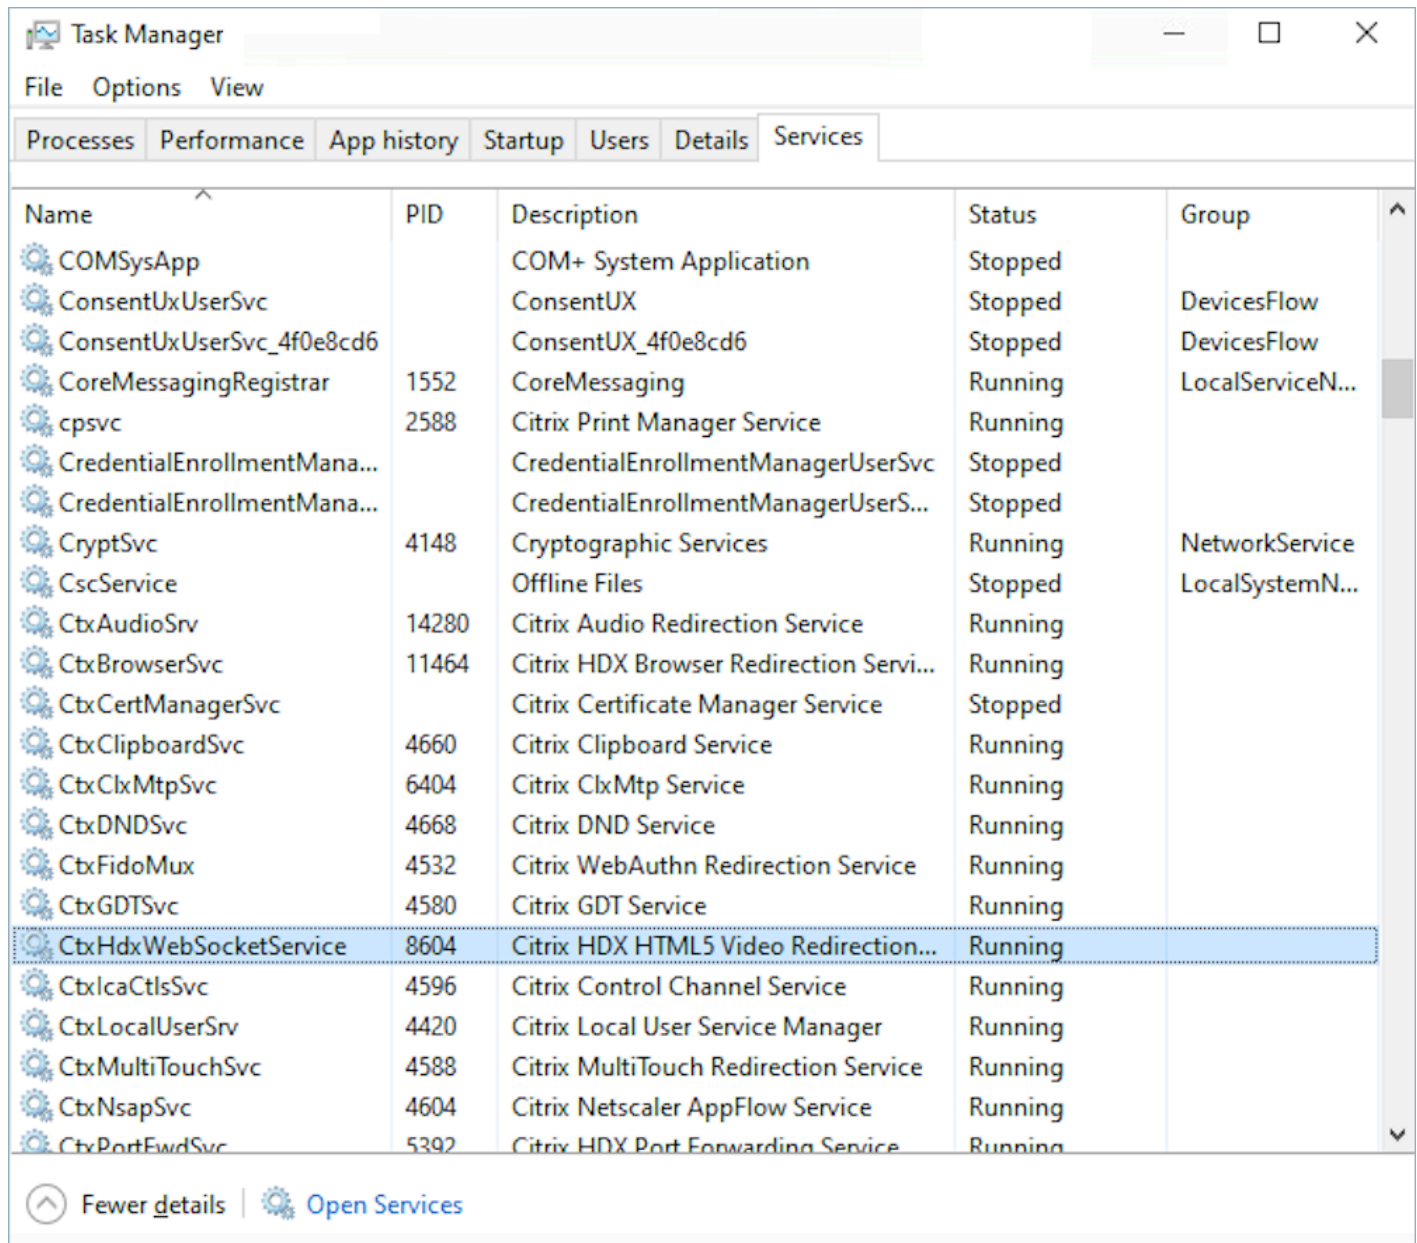 Task Manager
File Options View
Processes Performance App history Startup Users Details Services
Name PID Description Status Group
COMSysApp COM+ System Application Stopped
ConsentUxUserSvc ConsentUX Stopped DevicesFlow
ConsentUxUserSvc_4f0e8cd6 ConsentUX_4f0e8cd6 Stopped DevicesFlow
CoreMessagingRegistrar 1552 CoreMessaging Running LocalServiceN...
cpsvc 2588 Citrix Print Manager Service Running
CredentialEnrollmentMana... CredentialEnrollmentManagerUserSvc Stopped
CredentialEnrollmentMana... CredentialEnrollmentManagerUserS... Stopped
CryptSvc 4148 Cryptographic Services Running NetworkService
CscService Offline Files Stopped LocalSystemN...
CtxAudioSrv 14280 Citrix Audio Redirection Service Running
CtxBrowserSvc 11464 Citrix HDX Browser Redirection Servi... Running
CtxCertManagerSvc Citrix Certificate Manager Service Stopped
CtxClipboardSvc 4660 Citrix Clipboard Service Running
CtxClxMtpSvc 6404 Citrix ClxMtp Service Running
CtxDNDSvc 4668 Citrix DND Service Running
CtxFidoMux 4532 Citrix WebAuthn Redirection Service Running
CtxGDTSvc 4580 Citrix GDT Service Running
CtxHdxWebSocketService 8604 Citrix HDX HTML5 Video Redirection... Running
CtxIcaCtlsSvc 4596 Citrix Control Channel Service Running
CtxLocalUserSrv 4420 Citrix Local User Service Manager Running
CtxMultiTouchSvc 4588 Citrix MultiTouch Redirection Service Running
CtxNsapSvc 4604 Citrix Netscaler AppFlow Service Running
CtxPortFwdSvc 5392 Citrix HDX Port Forwarding Service Running
Fewer details Open Services